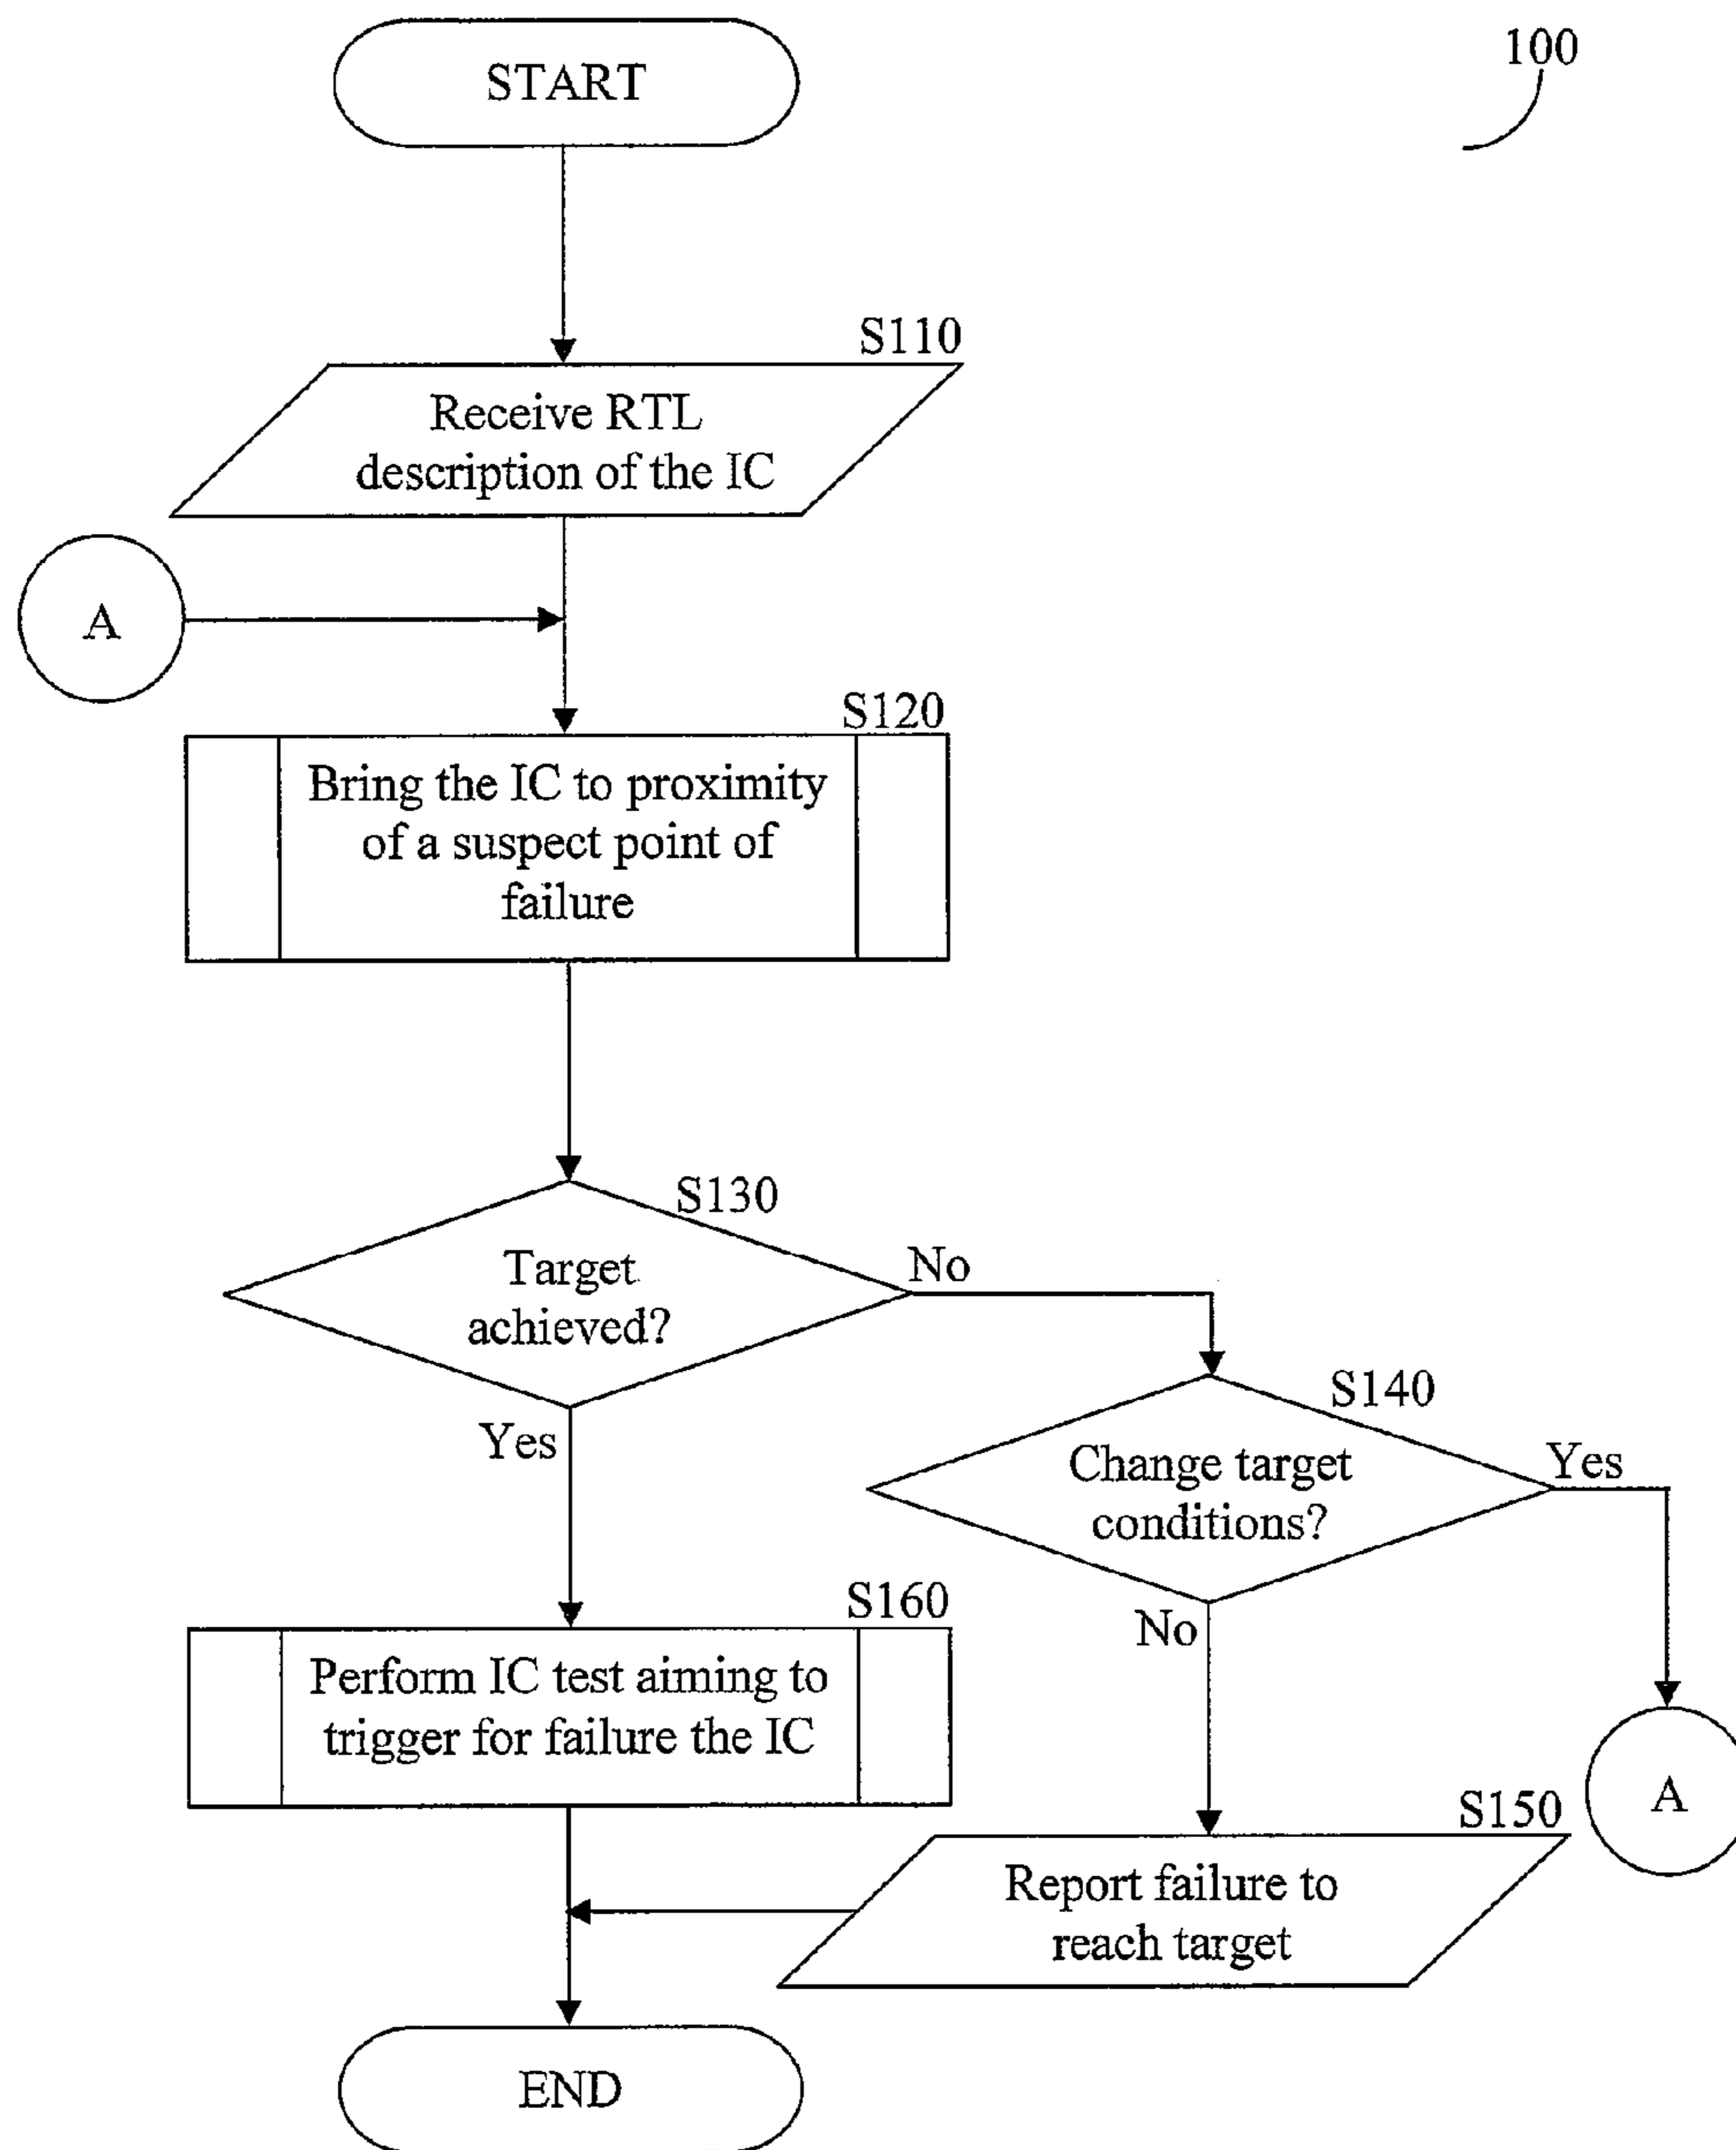 START
100
S110
Receive RTL
description of the IC
A
S120
Bring the IC to proximity
of a suspect point of
failure
S130
Target
achieved?
No
Yes
S140
Change target
conditions?
Yes
No
S160
Perform IC test aiming to
trigger for failure the IC
A
S150
Report failure to
reach target
END